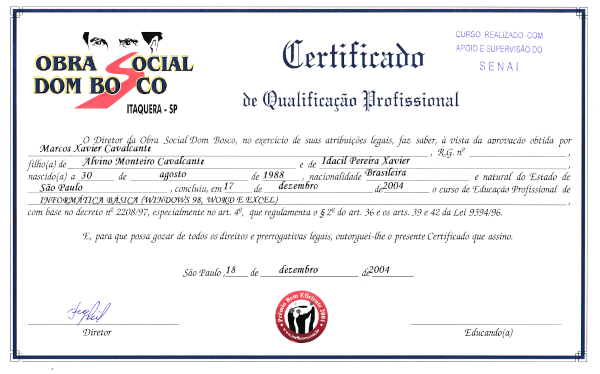 OBRA SOCIAL
DOM BOSCO
ITAQUERA - SP
Certificado
de Qualificação Profissional
CURSO REALIZADO COM
APOIO E SUPERVISÃO DO
SENAI
O Diretor da Obra Social Dom Bosco, no exercício de suas atribuições legais, faz saber, à vista da aprovação obtida por
Marcos Xavier Cavalcante, R.G. nº
filho(a) de Alvino Monteiro Cavalcante e de Idacil Pereira Xavier,
nascido(a) a 30 de agosto de 1988, nacionalidade Brasileira e natural do Estado de
São Paulo, concluiu, em 17 de dezembro de 2004 o curso de Educação Profissional de
INFORMÁTICA BÁSICA (WINDOWS 98, WORD E EXCEL),
com base no decreto nº 2208/97, especialmente no art. 4º, que regulamenta o § 2º do art. 36 e os arts. 39 e 42 da Lei 9394/96.
E, para que possa gozar de todos os direitos e prerrogativas legais, outorguei-lhe o presente Certificado que assino.
São Paulo, 18 de dezembro de 2004
Prêmio Bem Eficiente 2001
Diretor
Educando(a)